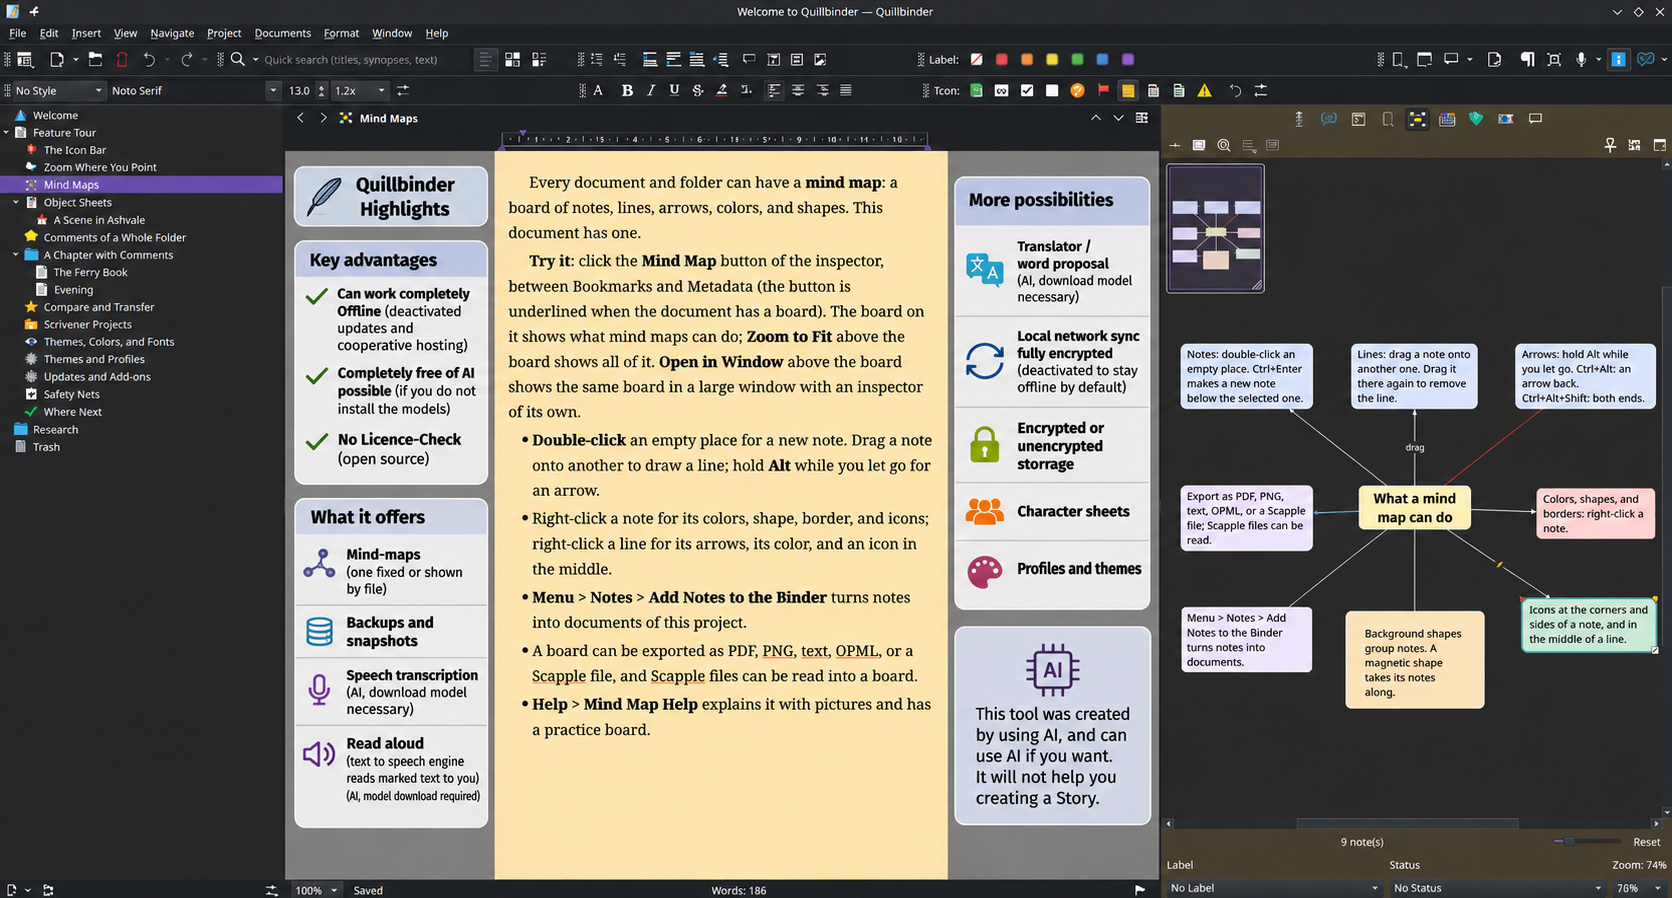 Welcome to Quillbinder — Quillbinder
File Edit Insert View Navigate Project Documents Format Window Help
Quick search (titles, synopses, text)
Label:
No Style
Noto Serif
13.0
1.2x
Icon:
Welcome
Feature Tour
The Icon Bar
Zoom Where You Point
Mind Maps
Object Sheets
A Scene in Ashvale
Comments of a Whole Folder
A Chapter with Comments
The Ferry Book
Evening
Compare and Transfer
Scrivener Projects
Themes, Colors, and Fonts
Themes and Profiles
Updates and Add-ons
Safety Nets
Where Next
Research
Trash
Mind Maps
Quillbinder
Highlights
Key advantages
Can work completely
Offline (deactivated
updates and
cooperative hosting)
Completely free of AI
possible (if you do not
install the models)
No Licence-Check
(open source)
What it offers
Mind-maps
(one fixed or shown
by file)
Backups and
snapshots
Speech transcription
(AI, download model
necessary)
Read aloud
(text to speech engine
reads marked text to you)
(AI, model download required)
Every document and folder can have a mind map: a
board of notes, lines, arrows, colors, and shapes. This
document has one.
Try it: click the Mind Map button of the inspector,
between Bookmarks and Metadata (the button is
underlined when the document has a board). The board on
it shows what mind maps can do; Zoom to Fit above the
board shows all of it. Open in Window above the board
shows the same board in a large window with an inspector
of its own.
• Double-click an empty place for a new note. Drag a note
onto another to draw a line; hold Alt while you let go for
an arrow.
• Right-click a note for its colors, shape, border, and icons;
right-click a line for its arrows, its color, and an icon in
the middle.
• Menu > Notes > Add Notes to the Binder turns notes
into documents of this project.
• A board can be exported as PDF, PNG, text, OPML, or a
Scapple file, and Scapple files can be read into a board.
• Help > Mind Map Help explains it with pictures and has
a practice board.
More possibilities
Translator /
word proposal
(AI, download model
necessary)
Local network sync
fully encrypted
(deactivated to stay
offline by default)
Encrypted or
unencrypted
storrage
Character sheets
Profiles and themes
AI
This tool was created
by using AI, and can
use AI if you want.
It will not help you
creating a Story.
Notes: double-click an
empty place. Ctrl+Enter
makes a new note
below the selected one.
Lines: drag a note onto
another one. Drag it
there again to remove
the line.
Arrows: hold Alt while
you let go. Ctrl+Alt: an
arrow back.
Ctrl+Alt+Shift: both ends.
drag
Export as PDF, PNG,
text, OPML, or a Scapple
file; Scapple files can be
read.
What a mind
map can do
Colors, shapes, and
borders: right-click a
note.
Menu > Notes > Add
Notes to the Binder
turns notes into
documents.
Background shapes
group notes. A
magnetic shape
takes its notes
along.
Icons at the corners and
sides of a note, and in
the middle of a line.
9 note(s)
Reset
Label
Status
Zoom: 74%
No Label
No Status
76%
100%
Saved
Words: 186